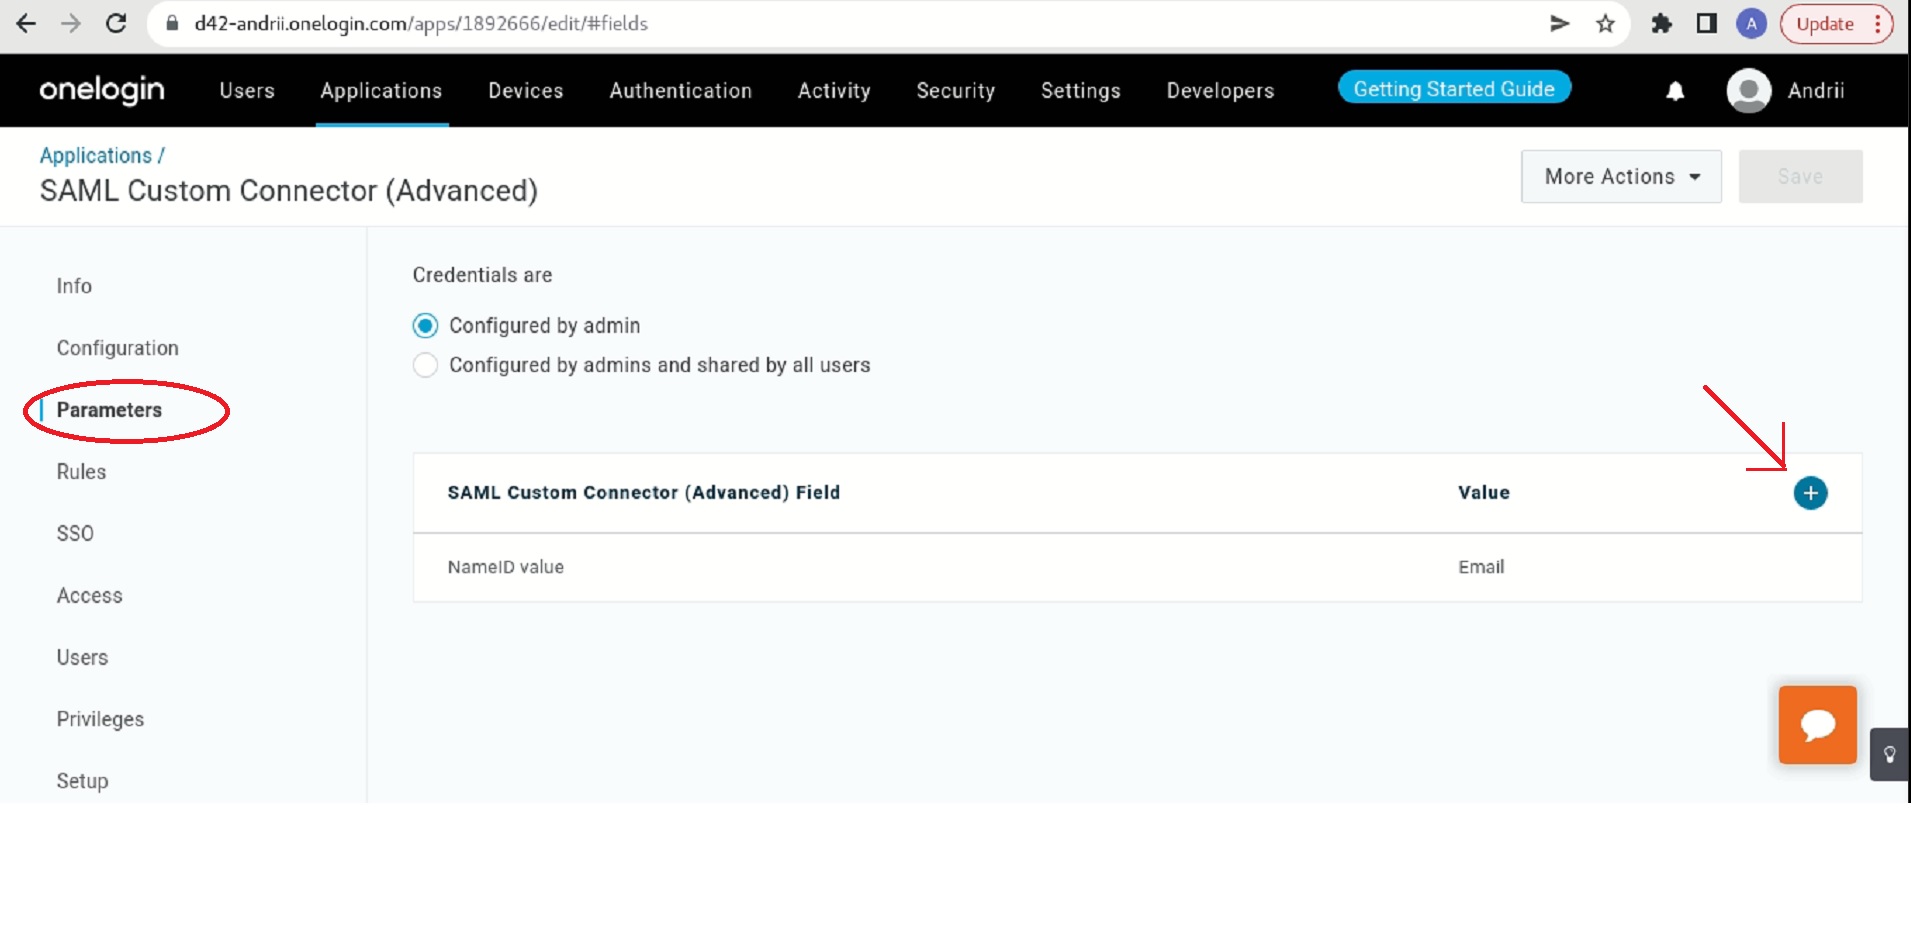 d42-andrii.onelogin.com/apps/1892666/edit/#fields
A
Update
onelogin
Users
Applications
Devices
Authentication
Activity
Security
Settings
Developers
Getting Started Guide
Andrii
Applications /
SAML Custom Connector (Advanced)
More Actions
Save
Info
Configuration
Parameters
Rules
SSO
Access
Users
Privileges
Setup
Credentials are
Configured by admin
Configured by admins and shared by all users
SAML Custom Connector (Advanced) Field Value
NameID value Email